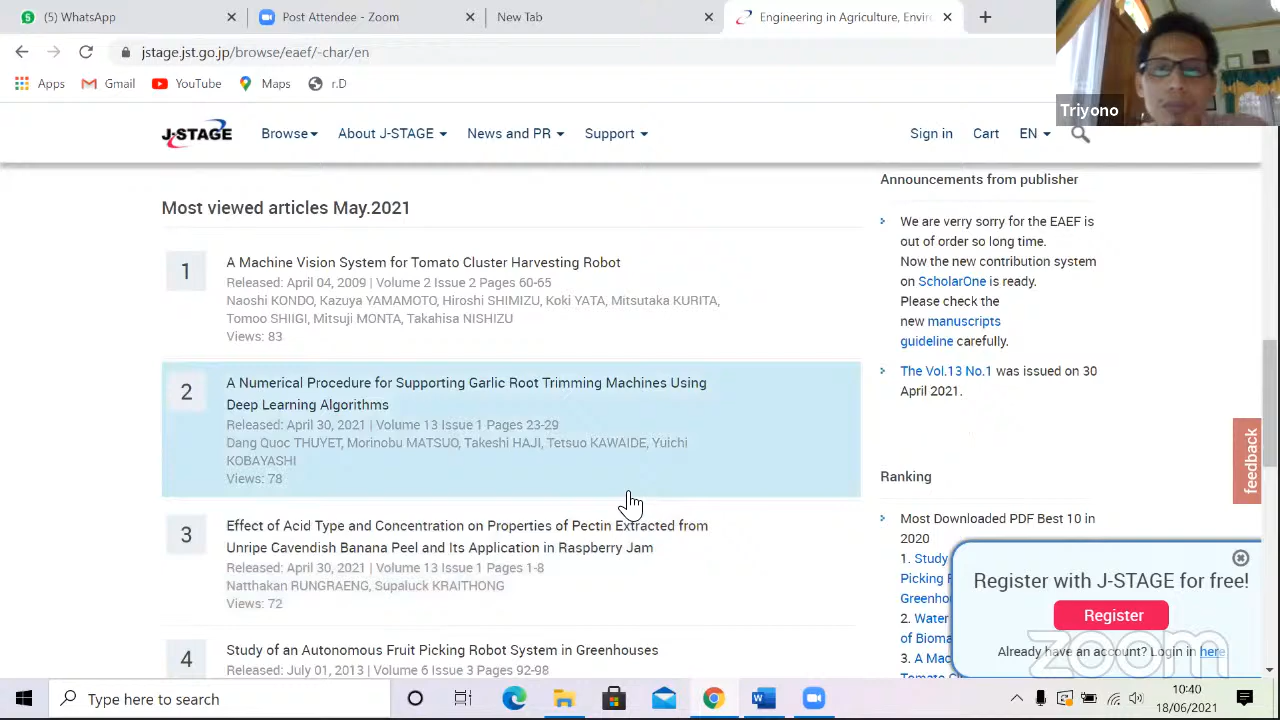 (5) WhatsApp
Post Attendee - Zoom
New Tab
Engineering in Agriculture, Envir
jstage.jst.go.jp/browse/eaef/-char/en
Apps
Gmail
YouTube
Maps
r.D
Triyono
J-STAGE
Browse
About J-STAGE
News and PR
Support
Sign in
Cart
EN
Most viewed articles May.2021
1
A Machine Vision System for Tomato Cluster Harvesting Robot
Released: April 04, 2009 | Volume 2 Issue 2 Pages 60-65
Naoshi KONDO, Kazuya YAMAMOTO, Hiroshi SHIMIZU, Koki YATA, Mitsutaka KURITA,
Tomoo SHIIGI, Mitsuji MONTA, Takahisa NISHIZU
Views: 83
2
A Numerical Procedure for Supporting Garlic Root Trimming Machines Using
Deep Learning Algorithms
Released: April 30, 2021 | Volume 13 Issue 1 Pages 23-29
Dang Quoc THUYET, Morinobu MATSUO, Takeshi HAJI, Tetsuo KAWAIDE, Yuichi
KOBAYASHI
Views: 78
3
Effect of Acid Type and Concentration on Properties of Pectin Extracted from
Unripe Cavendish Banana Peel and Its Application in Raspberry Jam
Released: April 30, 2021 | Volume 13 Issue 1 Pages 1-8
Natthakan RUNGRAENG, Supaluck KRAITHONG
Views: 72
4
Study of an Autonomous Fruit Picking Robot System in Greenhouses
Released: July 01, 2013 | Volume 6 Issue 3 Pages 92-98
Announcements from publisher
We are verry sorry for the EAEF is
out of order so long time.
Now the new contribution system
on ScholarOne is ready.
Please check the
new manuscripts
guideline carefully.
The Vol.13 No.1 was issued on 30
April 2021.
Ranking
Most Downloaded PDF Best 10 in
2020
1. Study
Picking
Greenhou
2. Water
of Bioma
3. A Mac
feedback
Register with J-STAGE for free!
Register
Already have an account? Login in here
zoom
Type here to search
10:40
18/06/2021